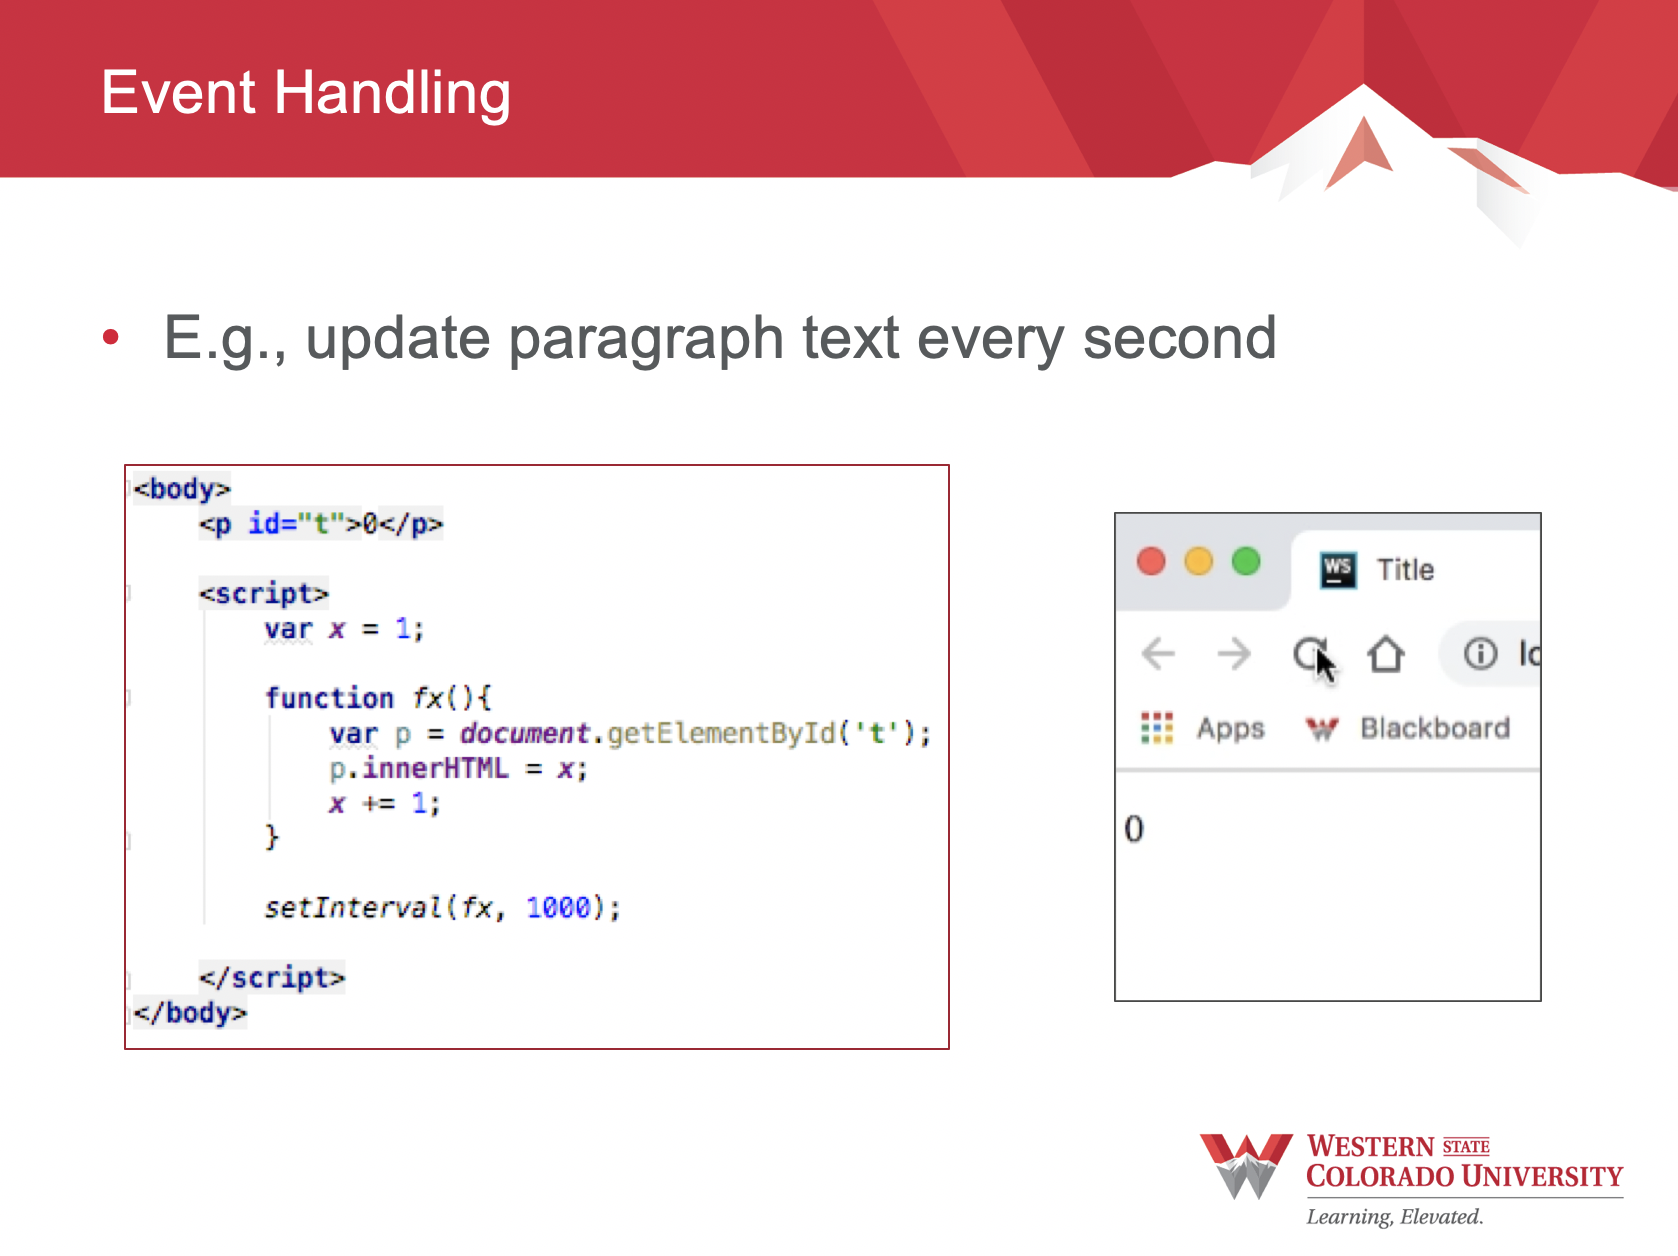 Event Handling
• E.g., update paragraph text every second
<body>
<p id="t">0</p>
<script>
var x = 1;
function fx(){
var p = document.getElementById('t');
p.innerHTML = x;
x += 1;
}
setInterval(fx, 1000);
</script>
</body>
WS Title
Apps Blackboard
0
WESTERN STATE
COLORADO UNIVERSITY
Learning, Elevated.